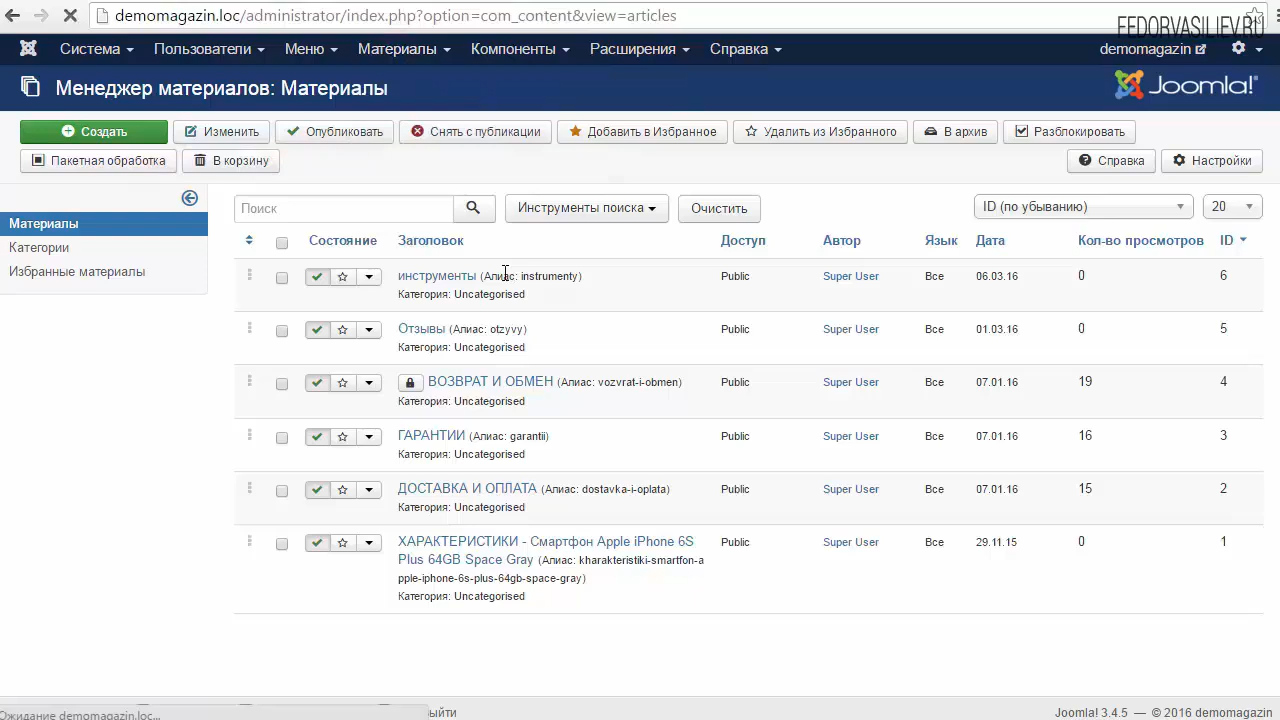 demomagazin.loc/administrator/index.php?option=com_content&view=articles
FEDORVASILIEV.RU
Система Пользователи Меню Материалы Компоненты Расширения Справка demomagazin
Менеджер материалов: Материалы Joomla!
Создать Изменить Опубликовать Снять с публикации Добавить в Избранное Удалить из Избранного В архив Разблокировать
Пакетная обработка В корзину Справка Настройки
Материалы
Категории
Избранные материалы
Поиск Инструменты поиска Очистить ID (по убыванию) 20
Состояние Заголовок Доступ Автор Язык Дата Кол-во просмотров ID
инструменты (Алиас: instrumenty) Public Super User Все 06.03.16 0 6
Категория: Uncategorised
Отзывы (Алиас: otzyvy) Public Super User Все 01.03.16 0 5
Категория: Uncategorised
ВОЗВРАТ И ОБМЕН (Алиас: vozvrat-i-obmen) Public Super User Все 07.01.16 19 4
Категория: Uncategorised
ГАРАНТИИ (Алиас: garantii) Public Super User Все 07.01.16 16 3
Категория: Uncategorised
ДОСТАВКА И ОПЛАТА (Алиас: dostavka-i-oplata) Public Super User Все 07.01.16 15 2
Категория: Uncategorised
ХАРАКТЕРИСТИКИ - Смартфон Apple iPhone 6S Public Super User Все 29.11.15 0 1
Plus 64GB Space Gray (Алиас: kharakteristiki-smartfon-a
pple-iphone-6s-plus-64gb-space-gray)
Категория: Uncategorised
Ожидание demomagazin.loc... ыйти Joomla! 3.4.5 — © 2016 demomagazin